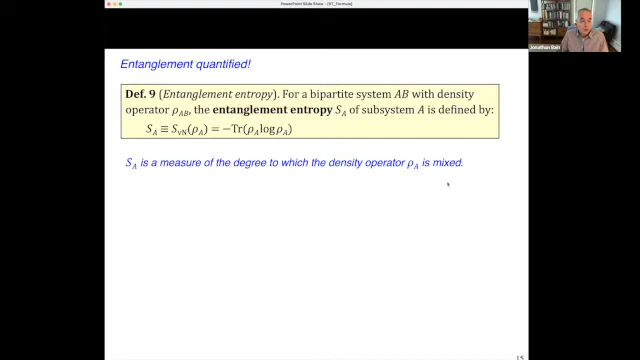 PowerPoint Slide Show - [RT_Formula]
Entanglement quantified!
Def. 9 (Entanglement entropy). For a bipartite system AB with density
operator ρ_AB, the entanglement entropy S_A of subsystem A is defined by:
S_A ≡ S_vN(ρ_A) = −Tr(ρ_A log ρ_A)
S_A is a measure of the degree to which the density operator ρ_A is mixed.
15
Jonathan Bain